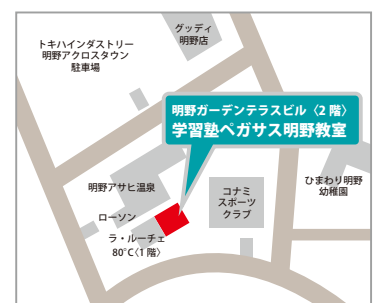 グッディ
明野店
トキハインダストリー
明野アクロスタウン
駐車場
明野ガーデンテラスビル〈2階〉
学習塾ペガサス明野教室
明野アサヒ温泉
コナミ
スポーツ
クラブ
ひまわり明野
幼稚園
ローソン
ラ・ルーチェ
80°C〈1階〉